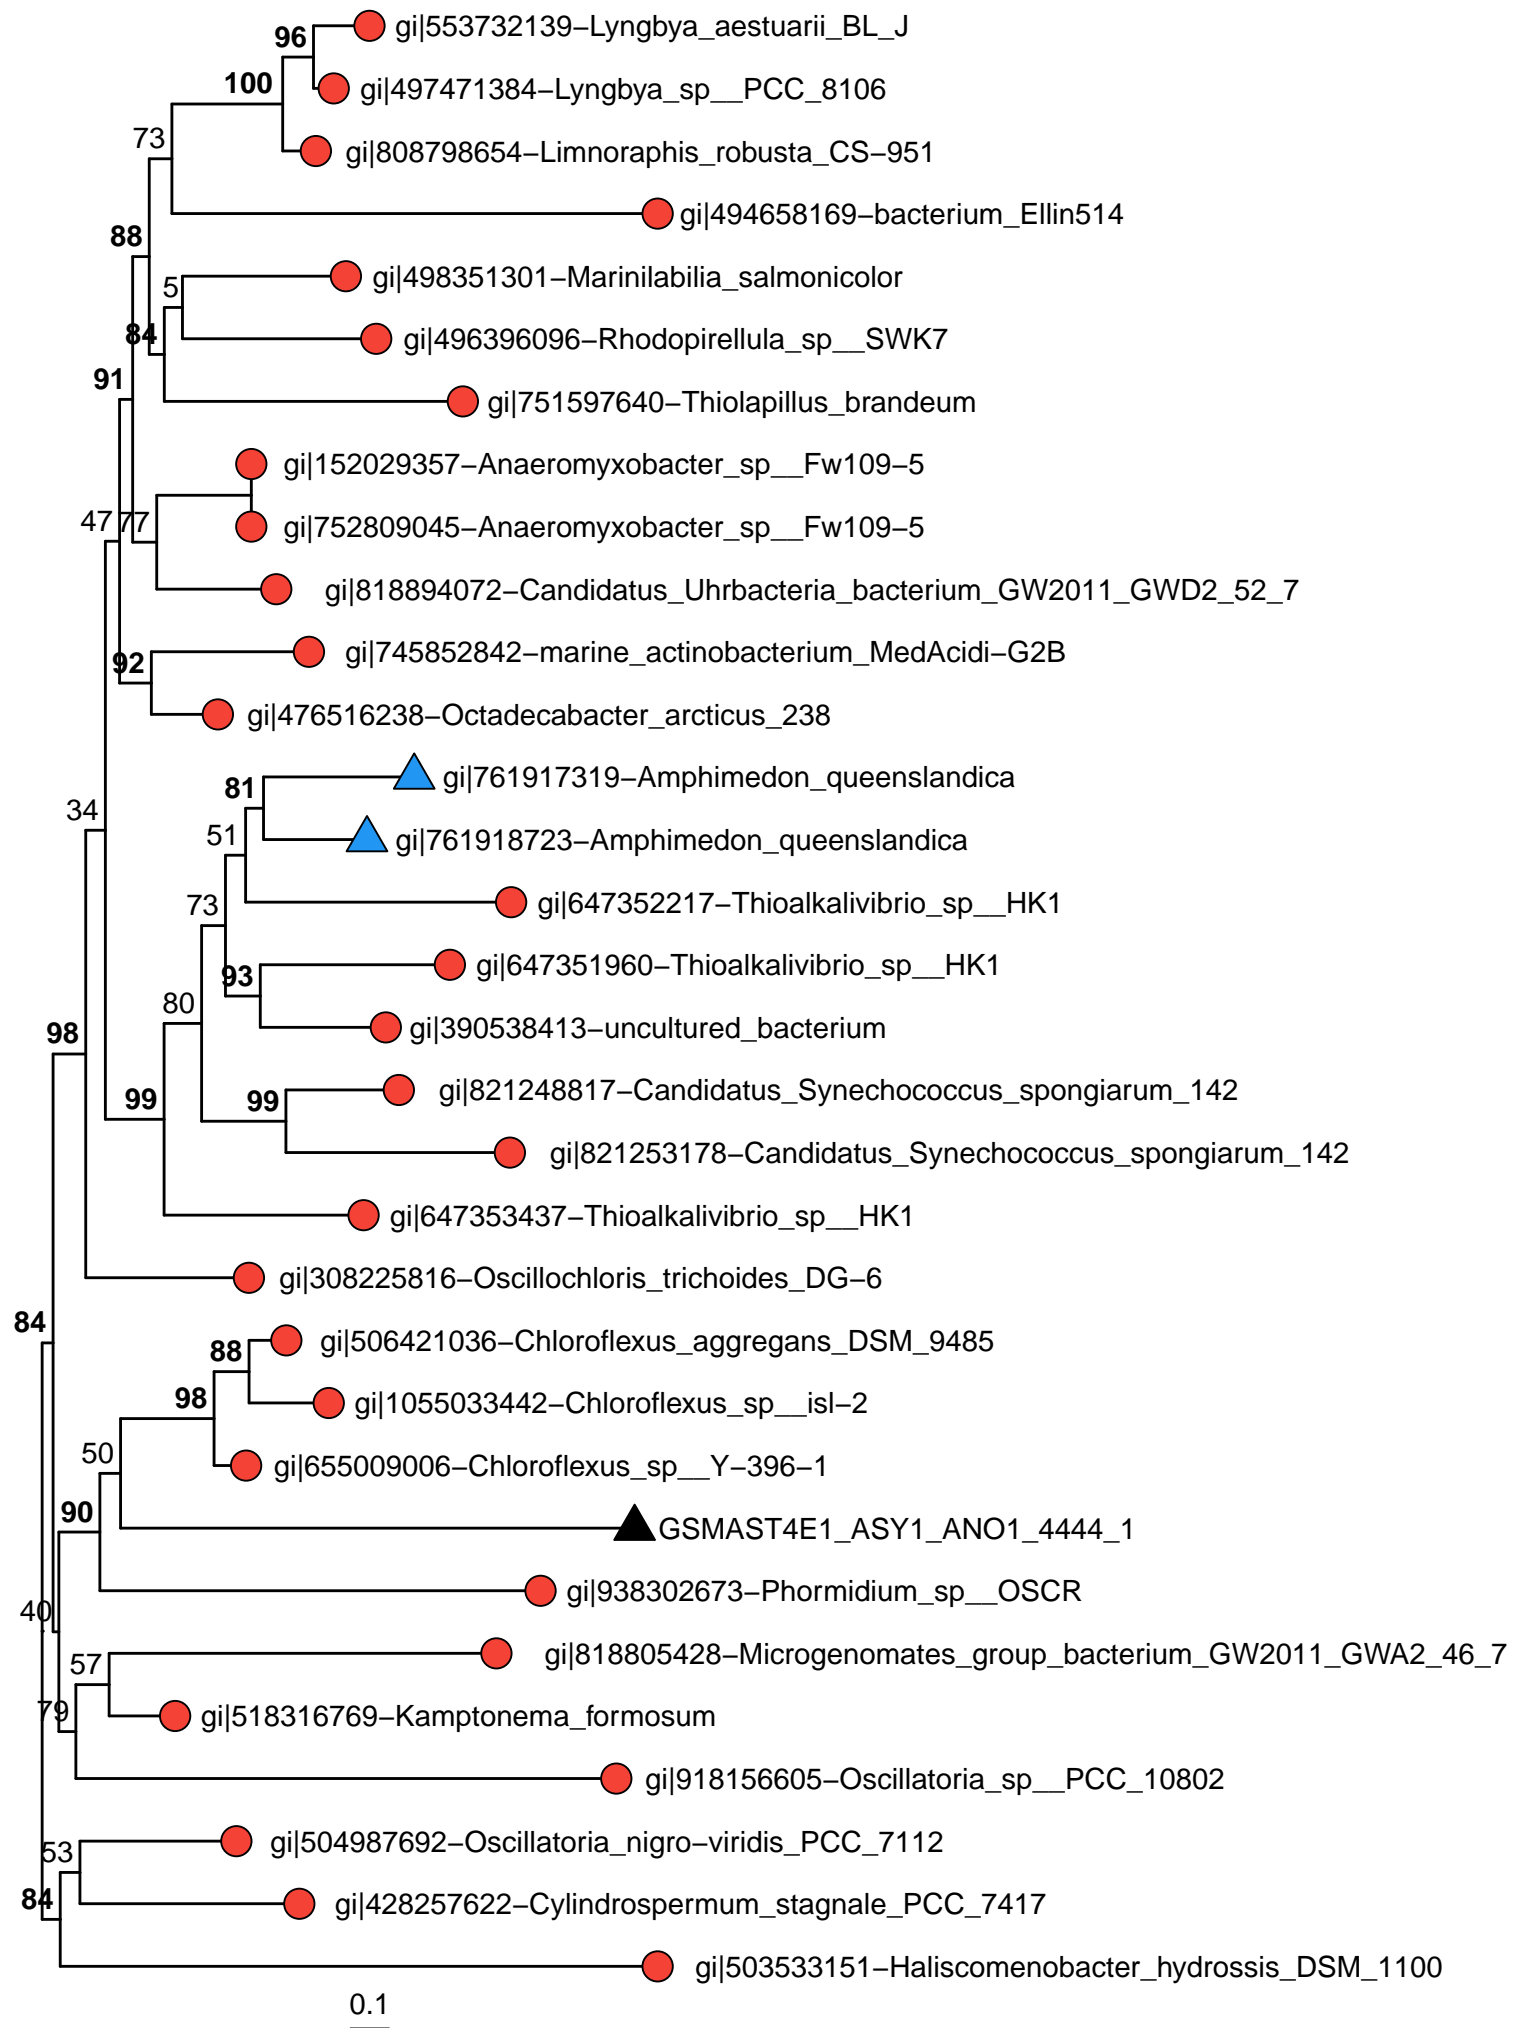 96
gi|553732139–Lyngbya_aestuarii_BL_J
100
gi|497471384–Lyngbya_sp__PCC_8106
73
gi|808798654–Limnoraphis_robusta_CS–951
gi|494658169–bacterium_Ellin514
88
5
gi|498351301–Marinilabilia_salmonicolor
84
gi|496396096–Rhodopirellula_sp__SWK7
91
gi|751597640–Thiolapillus_brandeum
gi|152029357–Anaeromyxobacter_sp__Fw109–5
47
77
gi|752809045–Anaeromyxobacter_sp__Fw109–5
gi|818894072–Candidatus_Uhrbacteria_bacterium_GW2011_GWD2_52_7
92
gi|745852842–marine_actinobacterium_MedAcidi–G2B
gi|476516238–Octadecabacter_arcticus_238
81
gi|761917319–Amphimedon_queenslandica
34
51
gi|761918723–Amphimedon_queenslandica
73
gi|647352217–Thioalkalivibrio_sp__HK1
93
gi|647351960–Thioalkalivibrio_sp__HK1
80
gi|390538413–uncultured_bacterium
98
99
99
gi|821248817–Candidatus_Synechococcus_spongiarum_142
gi|821253178–Candidatus_Synechococcus_spongiarum_142
gi|647353437–Thioalkalivibrio_sp__HK1
gi|308225816–Oscillochloris_trichoides_DG–6
84
88
gi|506421036–Chloroflexus_aggregans_DSM_9485
98
gi|1055033442–Chloroflexus_sp__isl–2
50
gi|655009006–Chloroflexus_sp__Y–396–1
90
GSMAST4E1_ASY1_ANO1_4444_1
gi|938302673–Phormidium_sp__OSCR
40
57
gi|818805428–Microgenomates_group_bacterium_GW2011_GWA2_46_7
79
gi|518316769–Kamptonema_formosum
gi|918156605–Oscillatoria_sp__PCC_10802
53
gi|504987692–Oscillatoria_nigro–viridis_PCC_7112
84
gi|428257622–Cylindrospermum_stagnale_PCC_7417
gi|503533151–Haliscomenobacter_hydrossis_DSM_1100
0.1